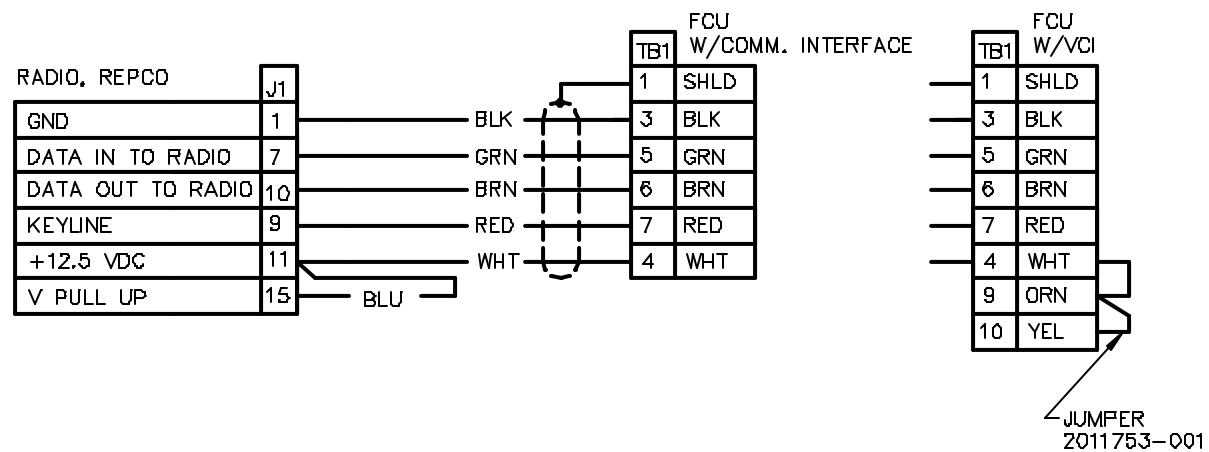 FCU
W/COMM. INTERFACE
FCU
W/VCI
RADIO, REPCO
J1
TB1
TB1
1 SHLD
1 SHLD
GND 1 BLK 3 BLK
3 BLK
DATA IN TO RADIO 7 GRN 5 GRN
5 GRN
DATA OUT TO RADIO 10 BRN 6 BRN
6 BRN
KEYLINE 9 RED 7 RED
7 RED
+12.5 VDC 11 WHT 4 WHT
4 WHT
V PULL UP 15 BLU
9 ORN
10 YEL
JUMPER
2011753-001